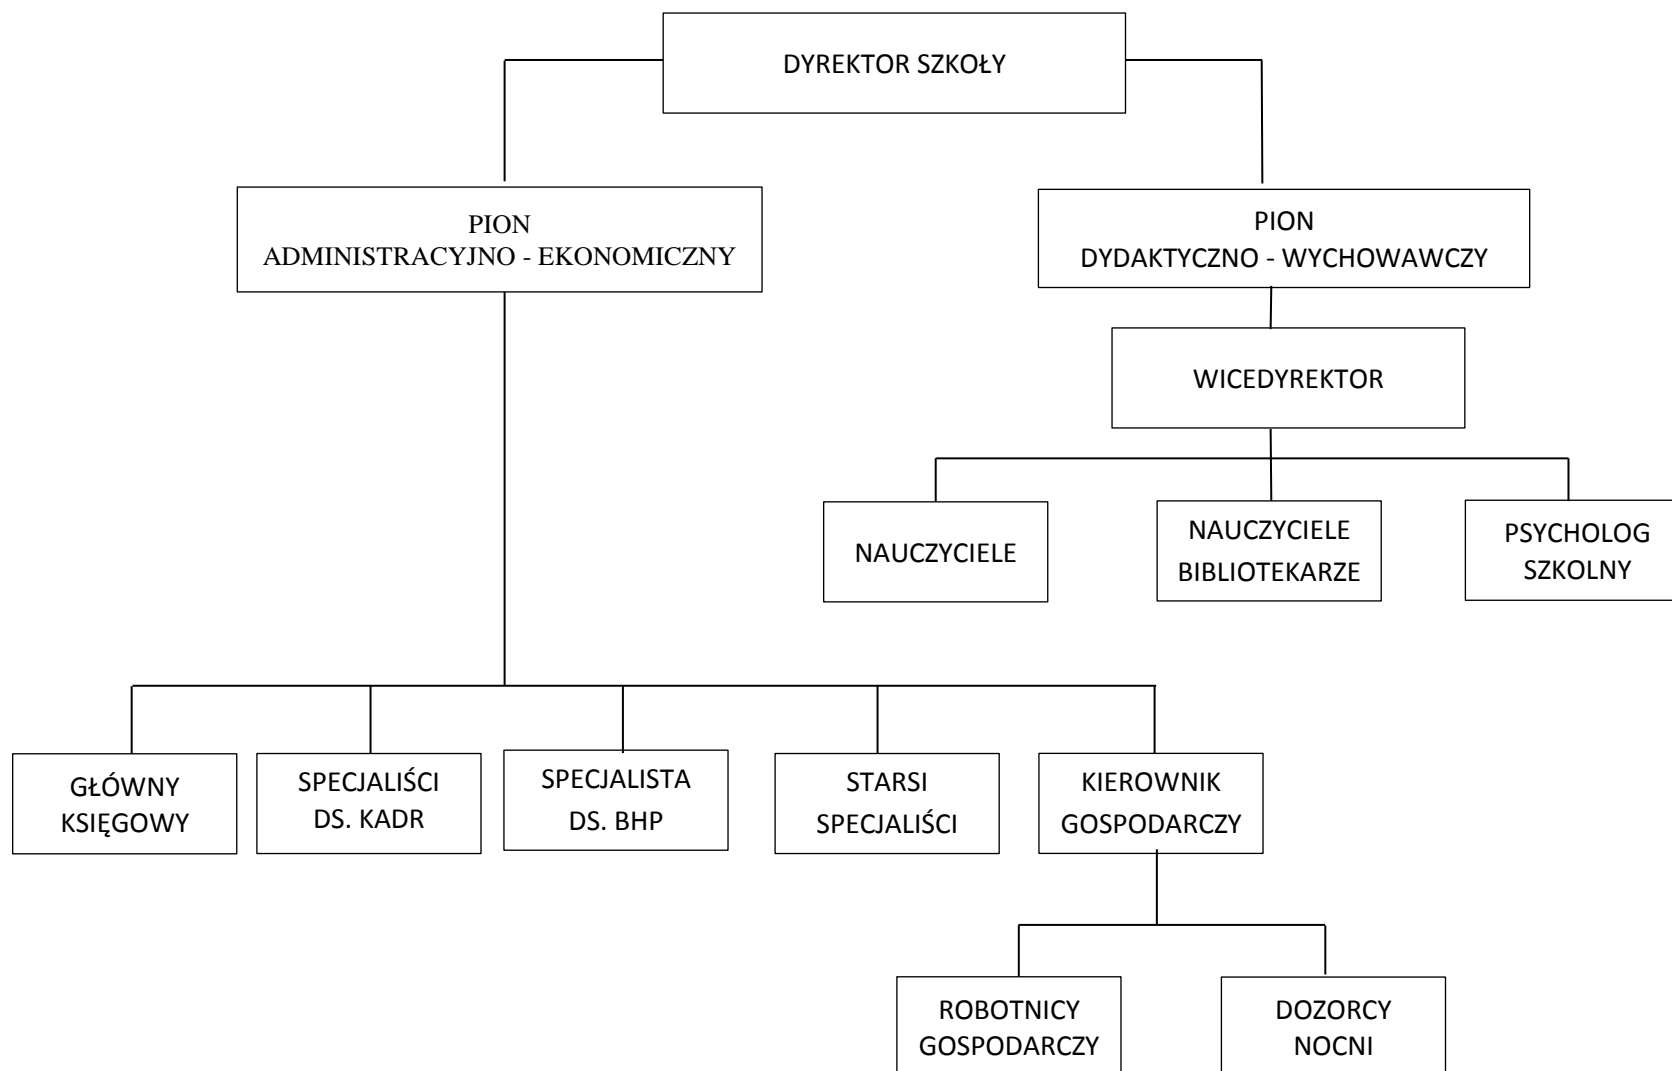 DYREKTOR SZKOŁY
PION
ADMINISTRACYJNO - EKONOMICZNY
PION
DYDAKTYCZNO - WYCHOWAWCZY
WICEDYREKTOR
NAUCZYCIELE
NAUCZYCIELE
BIBLIOTEKARZE
PSYCHOLOG
SZKOLNY
GŁÓWNY
KSIĘGOWY
SPECJALIŚCI
DS. KADR
SPECJALISTA
DS. BHP
STARSI
SPECJALIŚCI
KIEROWNIK
GOSPODARCZY
ROBOTNICY
GOSPODARCZY
DOZORCY
NOCNI